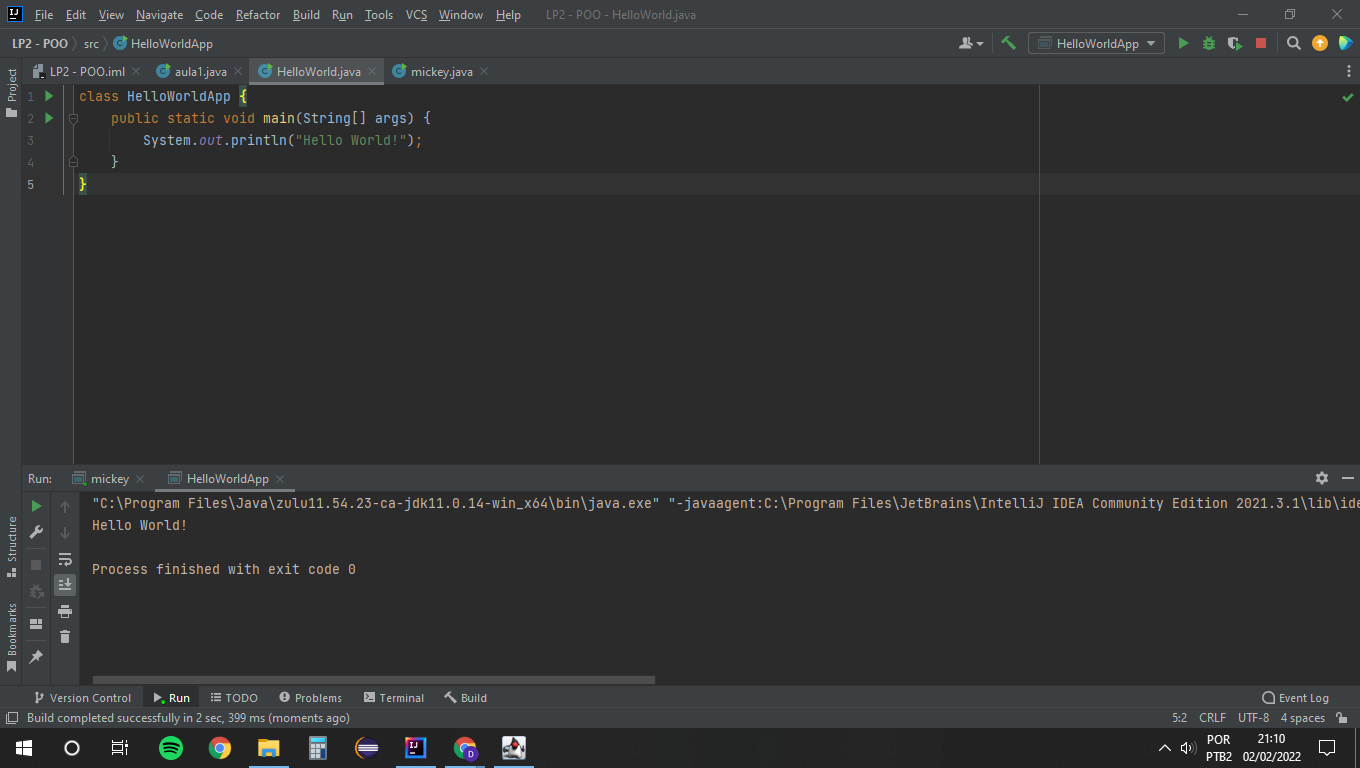 File Edit View Navigate Code Refactor Build Run Tools VCS Window Help LP2 - POO - HelloWorld.java
LP2 - POO src HelloWorldApp HelloWorldApp
LP2 - POO.iml aula1.java HelloWorld.java mickey.java
Project
1 class HelloWorldApp {
2 public static void main(String[] args) {
3 System.out.println("Hello World!");
4 }
5 }
Run: mickey HelloWorldApp
"C:\Program Files\Java\zulu11.54.23-ca-jdk11.0.14-win_x64\bin\java.exe" "-javaagent:C:\Program Files\JetBrains\IntelliJ IDEA Community Edition 2021.3.1\lib\ide
Hello World!
Process finished with exit code 0
Structure
Bookmarks
Version Control Run TODO Problems Terminal Build Event Log
Build completed successfully in 2 sec, 399 ms (moments ago) 5:2 CRLF UTF-8 4 spaces
POR 21:10
PTB2 02/02/2022